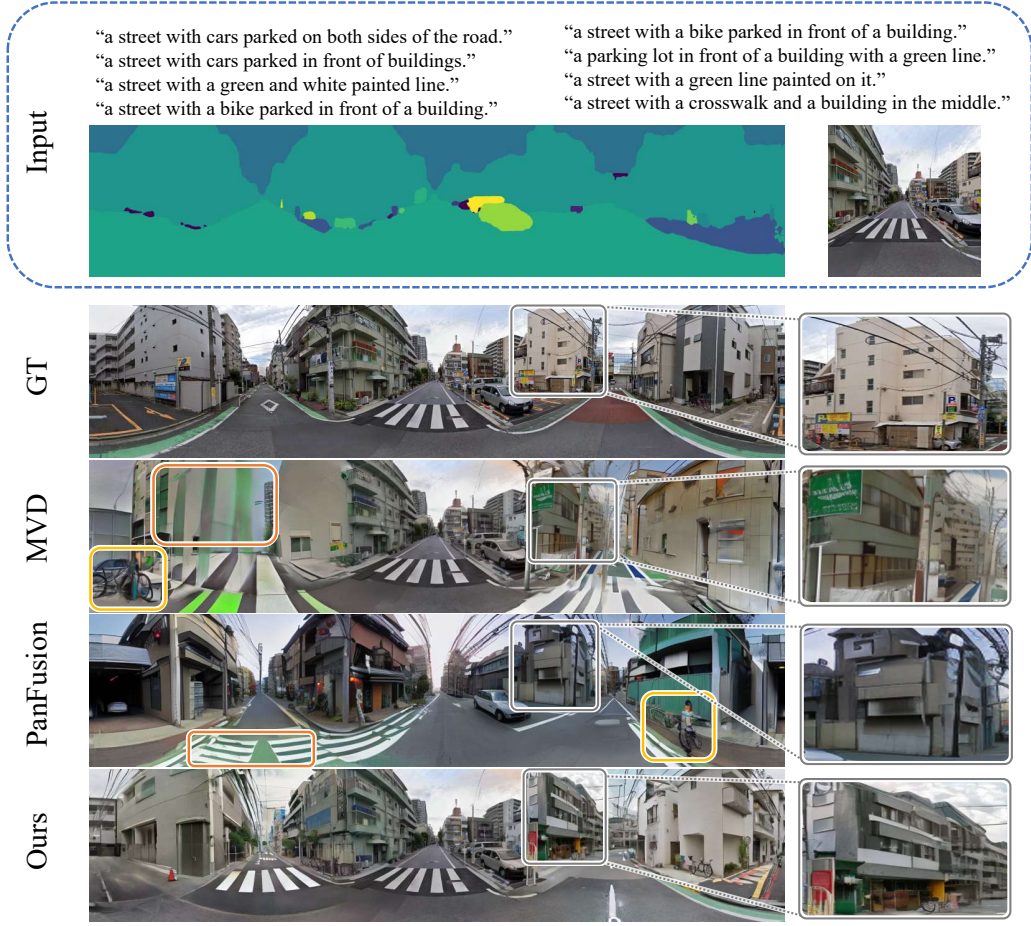 “a street with cars parked on both sides of the road.”
“a street with cars parked in front of buildings.”
“a street with a green and white painted line.”
“a street with a bike parked in front of a building.”
“a street with a bike parked in front of a building.”
“a parking lot in front of a building with a green line.”
“a street with a green line painted on it.”
“a street with a crosswalk and a building in the middle.”
Input
GT
P
P
MVD
PanFusion
Ours